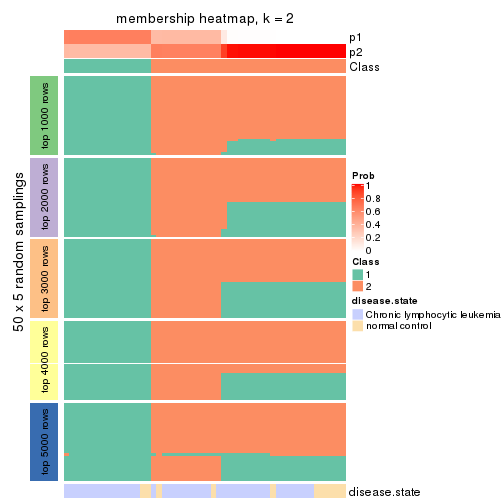 membership heatmap, k = 2
p1
p2
Class
50 x 5 random samplings
top 1000 rows
top 2000 rows
top 3000 rows
top 4000 rows
top 5000 rows
Prob
1
0.8
0.6
0.4
0.2
0
Class
1
2
disease.state
Chronic lymphocytic leukemia
normal control
disease.state